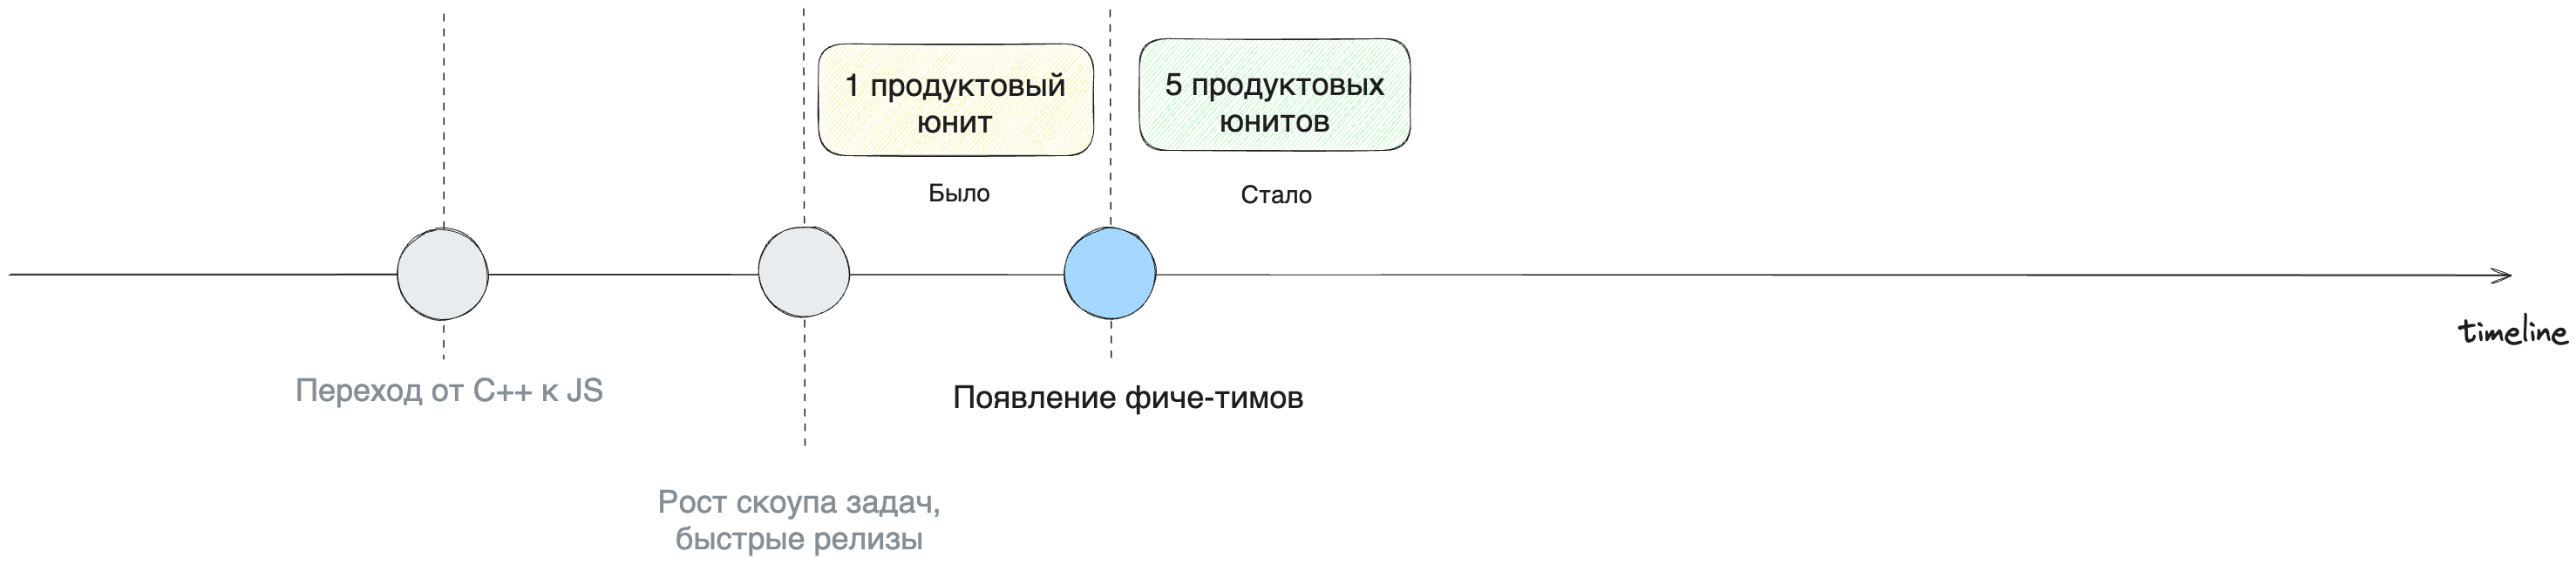 1 продуктовый
юнит
5 продуктовых
юнитов
Было
Стало
timeline
Переход от C++ к JS
Появление фиче-тимов
Рост скоупа задач,
быстрые релизы